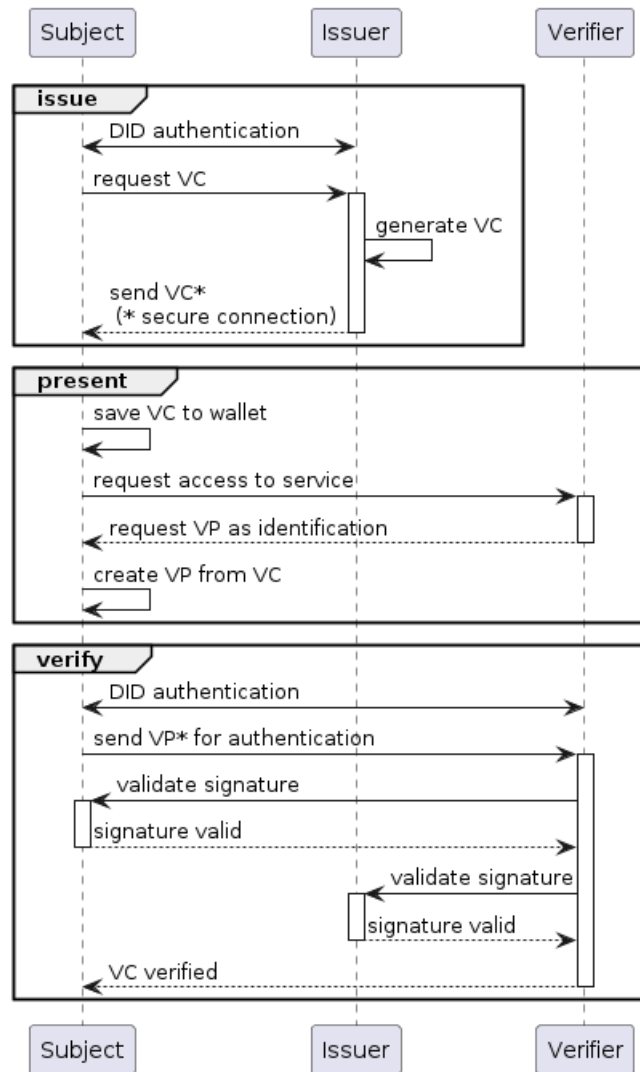 Subject Issuer Verifier
issue
DID authentication
request VC
generate VC
send VC*
(* secure connection)
present
save VC to wallet
request access to service
request VP as identification
create VP from VC
verify
DID authentication
send VP* for authentication
validate signature
signature valid
validate signature
signature valid
VC verified
Subject Issuer Verifier